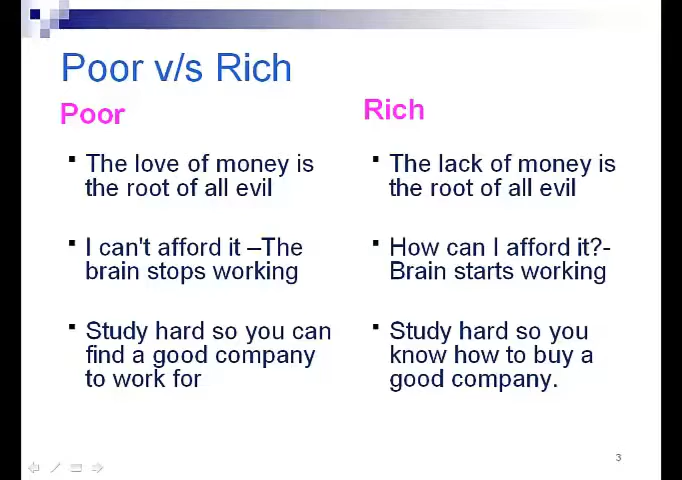 Poor v/s Rich
Poor
▪ The love of money is
the root of all evil
▪ I can't afford it –The
brain stops working
▪ Study hard so you can
find a good company
to work for
Rich
▪ The lack of money is
the root of all evil
▪ How can I afford it?-
Brain starts working
▪ Study hard so you
know how to buy a
good company.
3